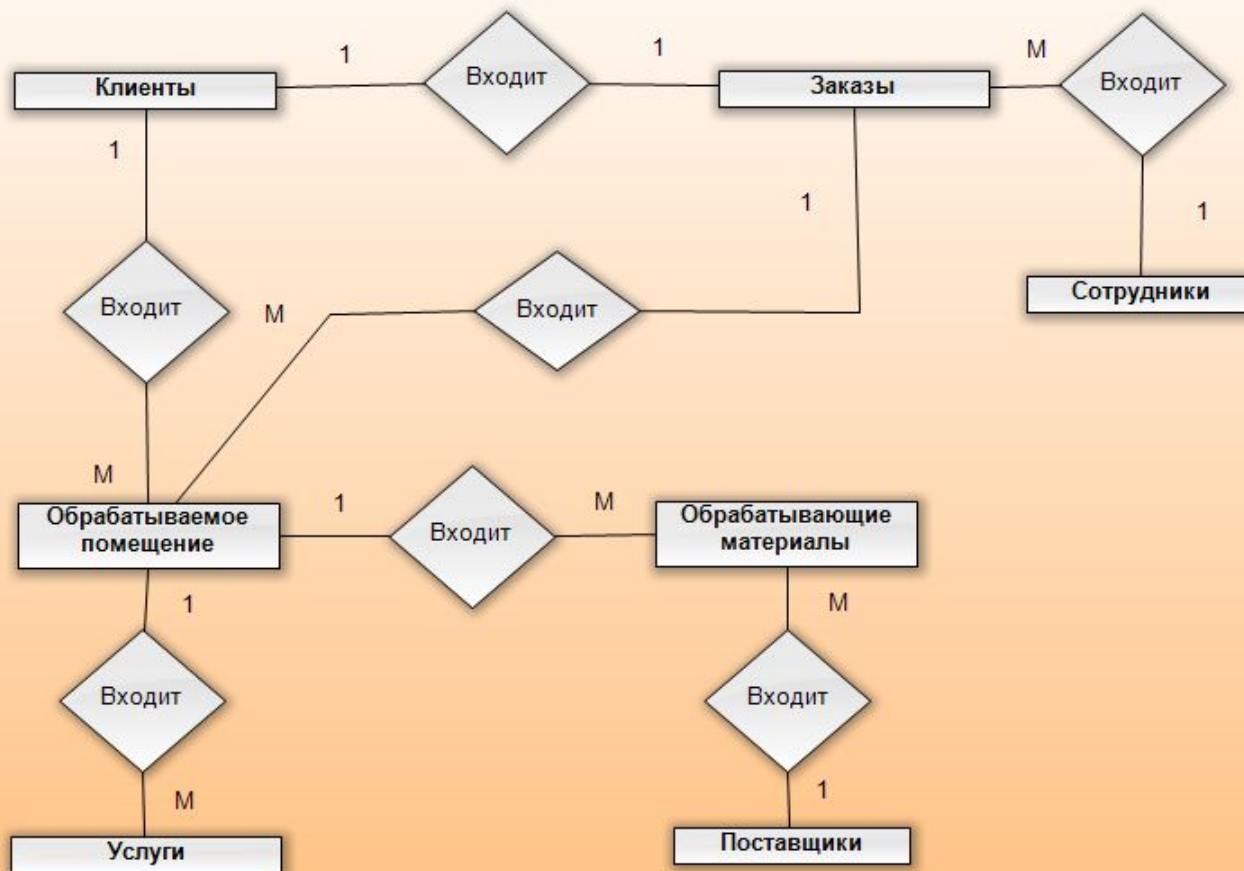 1
1
М
Клиенты
Входит
Заказы
Входит
1
1
1
Входит
М
Входит
Сотрудники
М
1
М
Обрабатываемое
помещение
Входит
Обрабатывающие
материалы
1
М
Входит
Входит
М
1
Услуги
Поставщики